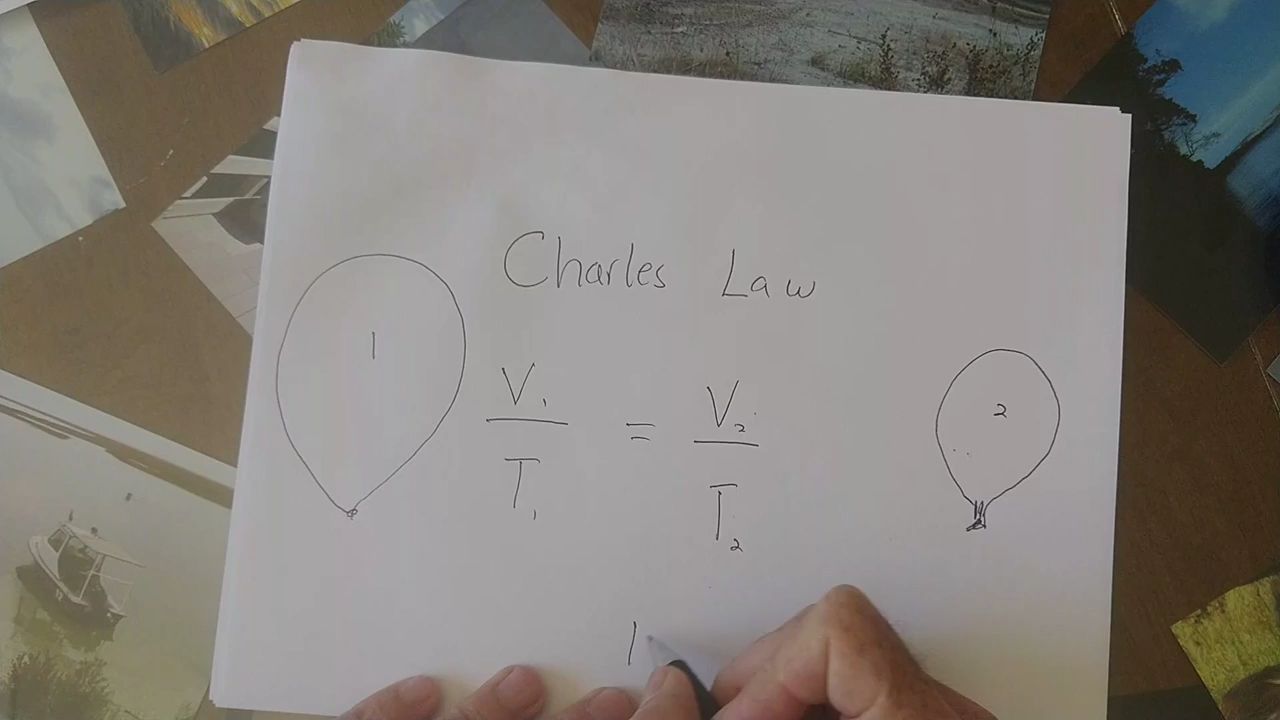 Charles Law
1
V₁ = V₂
2
T₁ T₂